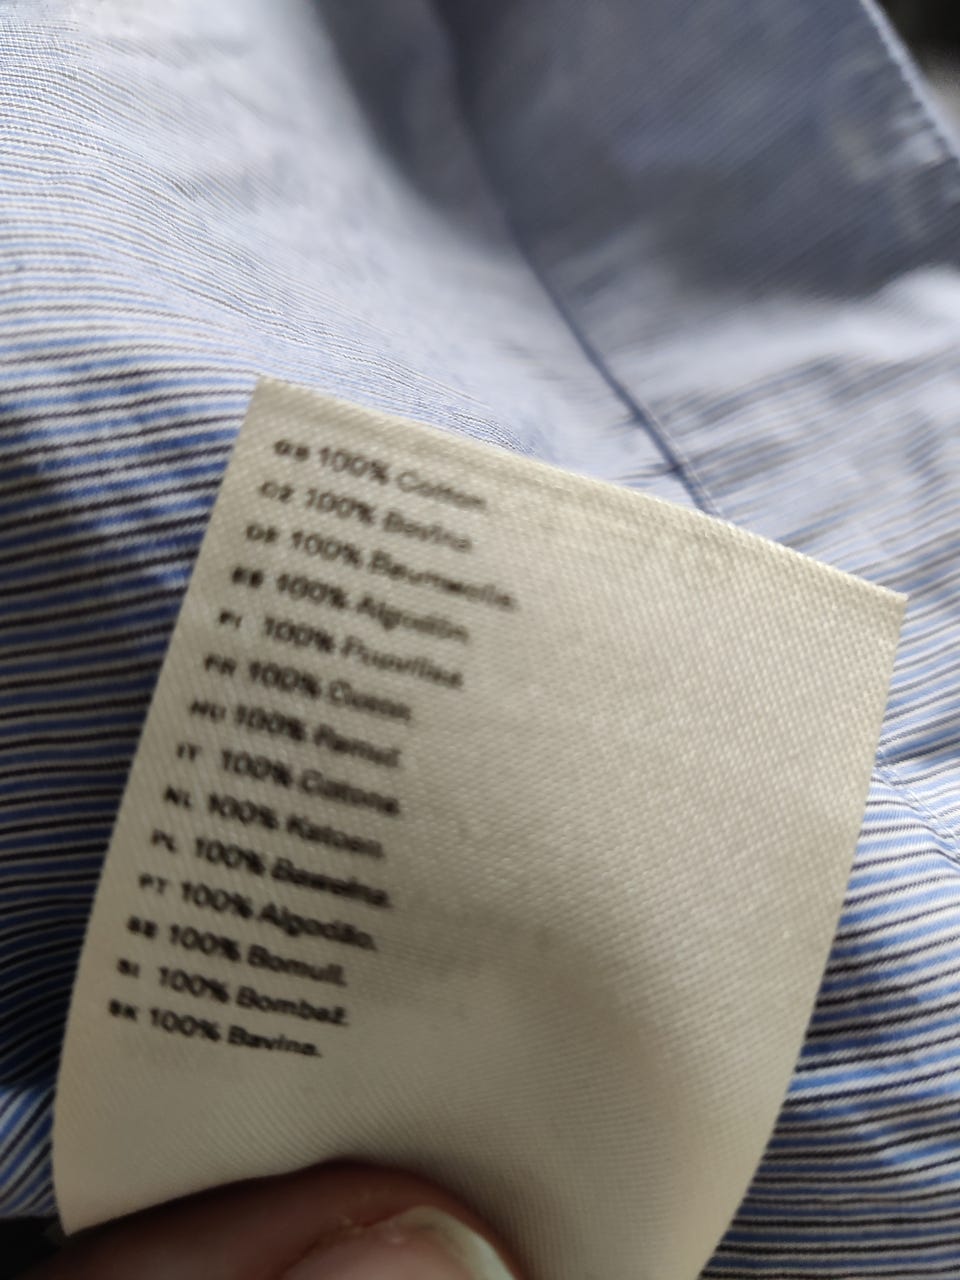 GB 100% Cotton.
CZ 100% Bavlna.
DE 100% Baumwolle.
ES 100% Algodón.
FI 100% Puuvillaa.
FR 100% Coton.
HU 100% Pamut.
IT 100% Cotone.
NL 100% Katoen.
PL 100% Bawełna.
PT 100% Algodão.
SE 100% Bomull.
SI 100% Bombaž.
SK 100% Bavlna.